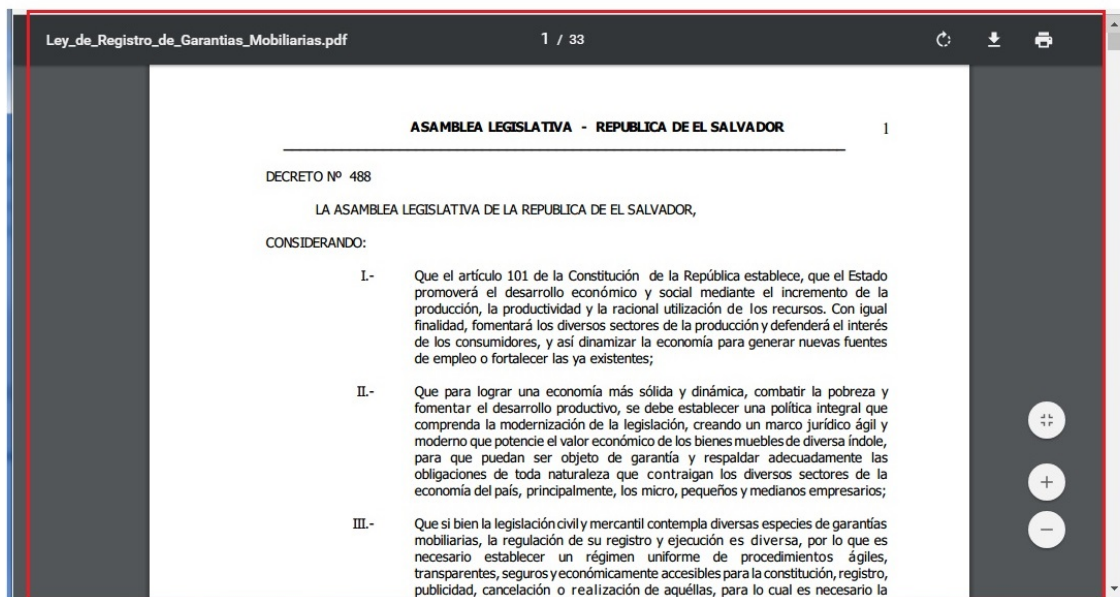 Ley_de_Registro_de_Garantias_Mobiliarias.pdf
1 / 33
ASAMBLEA LEGISLATIVA - REPUBLICA DE EL SALVADOR
1
DECRETO Nº 488
LA ASAMBLEA LEGISLATIVA DE LA REPUBLICA DE EL SALVADOR,
CONSIDERANDO:
I.- Que el artículo 101 de la Constitución de la República establece, que el Estado
promoverá el desarrollo económico y social mediante el incremento de la
producción, la productividad y la racional utilización de los recursos. Con igual
finalidad, fomentará los diversos sectores de la producción y defenderá el interés
de los consumidores, y así dinamizar la economía para generar nuevas fuentes
de empleo o fortalecer las ya existentes;
II.- Que para lograr una economía más sólida y dinámica, combatir la pobreza y
fomentar el desarrollo productivo, se debe establecer una política integral que
comprenda la modernización de la legislación, creando un marco jurídico ágil y
moderno que potencie el valor económico de los bienes muebles de diversa índole,
para que puedan ser objeto de garantía y respaldar adecuadamente las
obligaciones de toda naturaleza que contraigan los diversos sectores de la
economía del país, principalmente, los micro, pequeños y medianos empresarios;
III.- Que si bien la legislación civil y mercantil contempla diversas especies de garantías
mobiliarias, la regulación de su registro y ejecución es diversa, por lo que es
necesario establecer un régimen uniforme de procedimientos ágiles,
transparentes, seguros y económicamente accesibles para la constitución, registro,
publicidad, cancelación o realización de aquéllas, para lo cual es necesario la